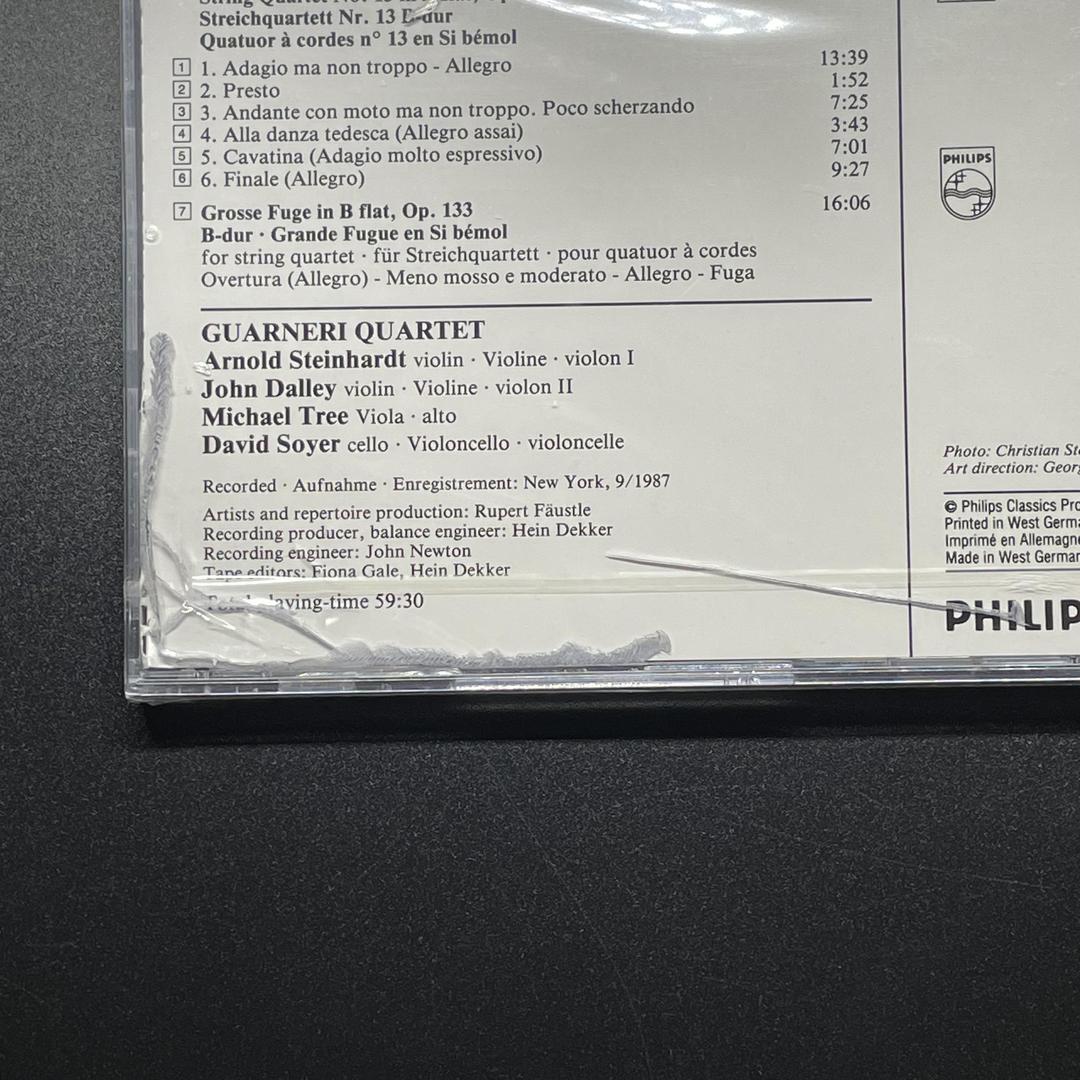 Streichquartett Nr. 13 B-dur
Quatuor à cordes n° 13 en Si bémol
1 1. Adagio ma non troppo - Allegro 13:39
2 2. Presto 1:52
3 3. Andante con moto ma non troppo. Poco scherzando 7:25
4 4. Alla danza tedesca (Allegro assai) 3:43
5 5. Cavatina (Adagio molto espressivo) 7:01
6 6. Finale (Allegro) 9:27
7 Grosse Fuge in B flat, Op. 133 16:06
B-dur · Grande Fugue en Si bémol
for string quartet · für Streichquartett · pour quatuor à cordes
Overtura (Allegro) - Meno mosso e moderato - Allegro - Fuga
GUARNERI QUARTET
Arnold Steinhardt violin · Violine · violon I
John Dalley violin · Violine · violon II
Michael Tree Viola · alto
David Soyer cello · Violoncello · violoncelle
Recorded · Aufnahme · Enregistrement: New York, 9/1987
Artists and repertoire production: Rupert Fäustle
Recording producer, balance engineer: Hein Dekker
Recording engineer: John Newton
Tape editors: Fiona Gale, Hein Dekker
59:30
PHILIPS
Photo: Christian
Art direction:
© Philips Classics
Printed in West
Imprimé en
Made in West
PHILIP